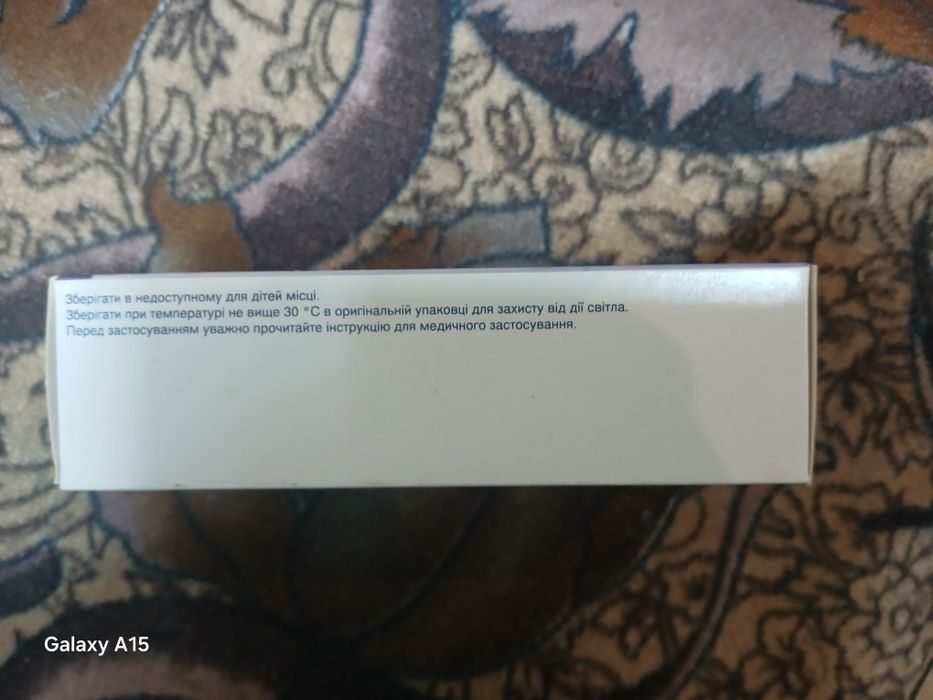 Зберігати в недоступному для дітей місці.
Зберігати при температурі не вище 30 °C в оригінальній упаковці для захисту від дії світла.
Перед застосуванням уважно прочитайте інструкцію для медичного застосування.
Galaxy A15